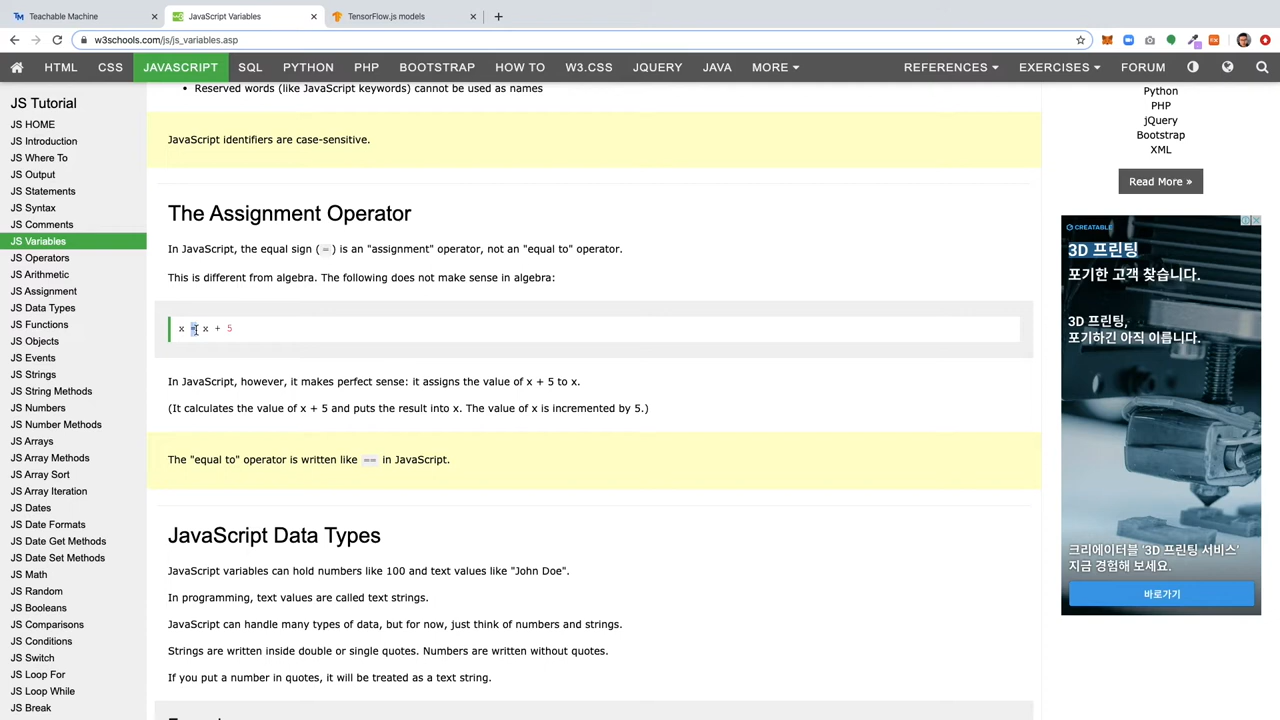 Teachable Machine
JavaScript Variables
TensorFlow.js models
w3schools.com/js/js_variables.asp
HTML CSS JAVASCRIPT SQL PYTHON PHP BOOTSTRAP HOW TO W3.CSS JQUERY JAVA MORE REFERENCES EXERCISES FORUM
JS Tutorial
JS HOME
JS Introduction
JS Where To
JS Output
JS Statements
JS Syntax
JS Comments
JS Variables
JS Operators
JS Arithmetic
JS Assignment
JS Data Types
JS Functions
JS Objects
JS Events
JS Strings
JS String Methods
JS Numbers
JS Number Methods
JS Arrays
JS Array Methods
JS Array Sort
JS Array Iteration
JS Dates
JS Date Formats
JS Date Get Methods
JS Date Set Methods
JS Math
JS Random
JS Booleans
JS Comparisons
JS Conditions
JS Switch
JS Loop For
JS Loop While
JS Break
• Reserved words (like JavaScript keywords) cannot be used as names
JavaScript identifiers are case-sensitive.
The Assignment Operator
In JavaScript, the equal sign (=) is an "assignment" operator, not an "equal to" operator.
This is different from algebra. The following does not make sense in algebra:
x = x + 5
In JavaScript, however, it makes perfect sense: it assigns the value of x + 5 to x.
(It calculates the value of x + 5 and puts the result into x. The value of x is incremented by 5.)
The "equal to" operator is written like == in JavaScript.
JavaScript Data Types
JavaScript variables can hold numbers like 100 and text values like "John Doe".
In programming, text values are called text strings.
JavaScript can handle many types of data, but for now, just think of numbers and strings.
Strings are written inside double or single quotes. Numbers are written without quotes.
If you put a number in quotes, it will be treated as a text string.
Python
PHP
jQuery
Bootstrap
XML
Read More »
CREATABLE
3D 프린팅
포기한 고객 찾습니다.
3D 프린팅,
포기하긴 아직 이릅니다.
크리에이터블 '3D 프린팅 서비스'
지금 경험해 보세요.
바로가기